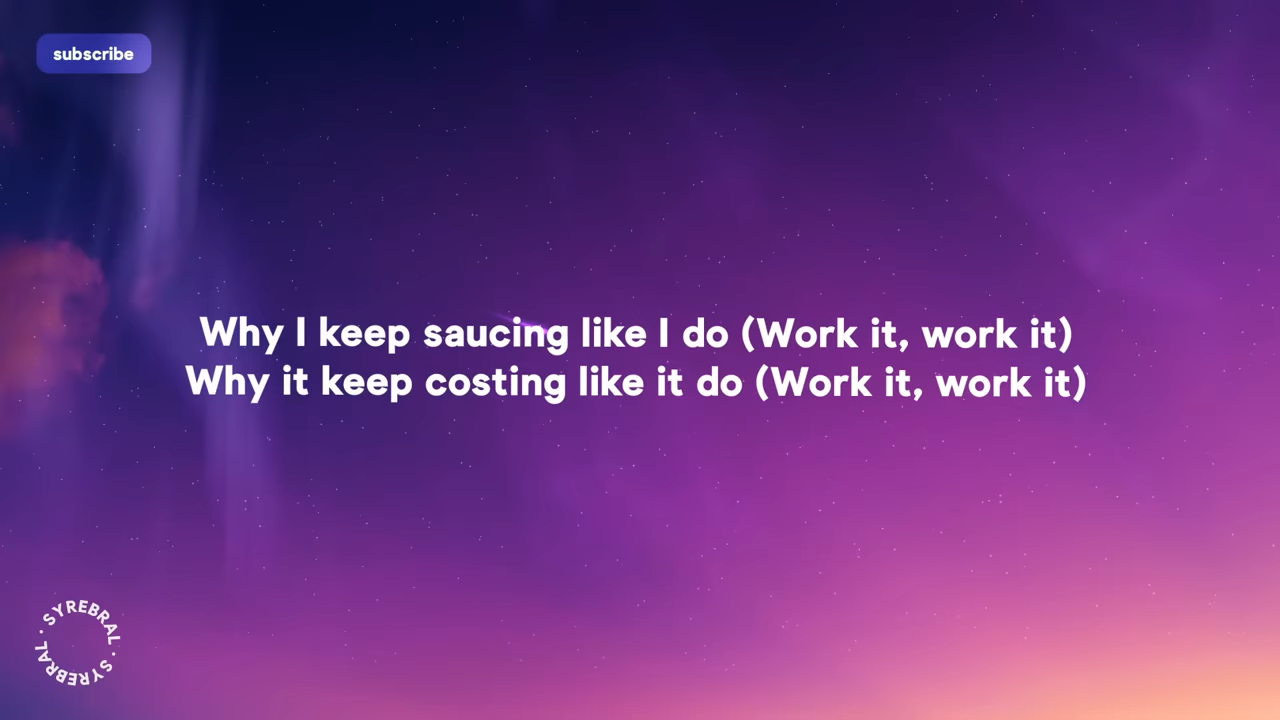 subscribe
Why I keep saucing like I do (Work it, work it)
Why it keep costing like it do (Work it, work it)
SYREBRAL · SYREBRAL ·